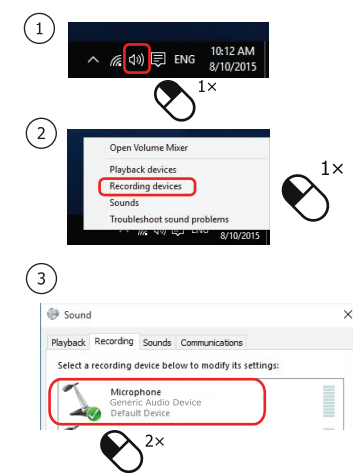 1
10:12 AM
ENG
8/10/2015
1×
2
Open Volume Mixer
Playback devices
Recording devices
Sounds
Troubleshoot sound problems
8/10/2015
1×
3
Sound
Playback Recording Sounds Communications
Select a recording device below to modify its settings:
Microphone
Generic Audio Device
Default Device
2×